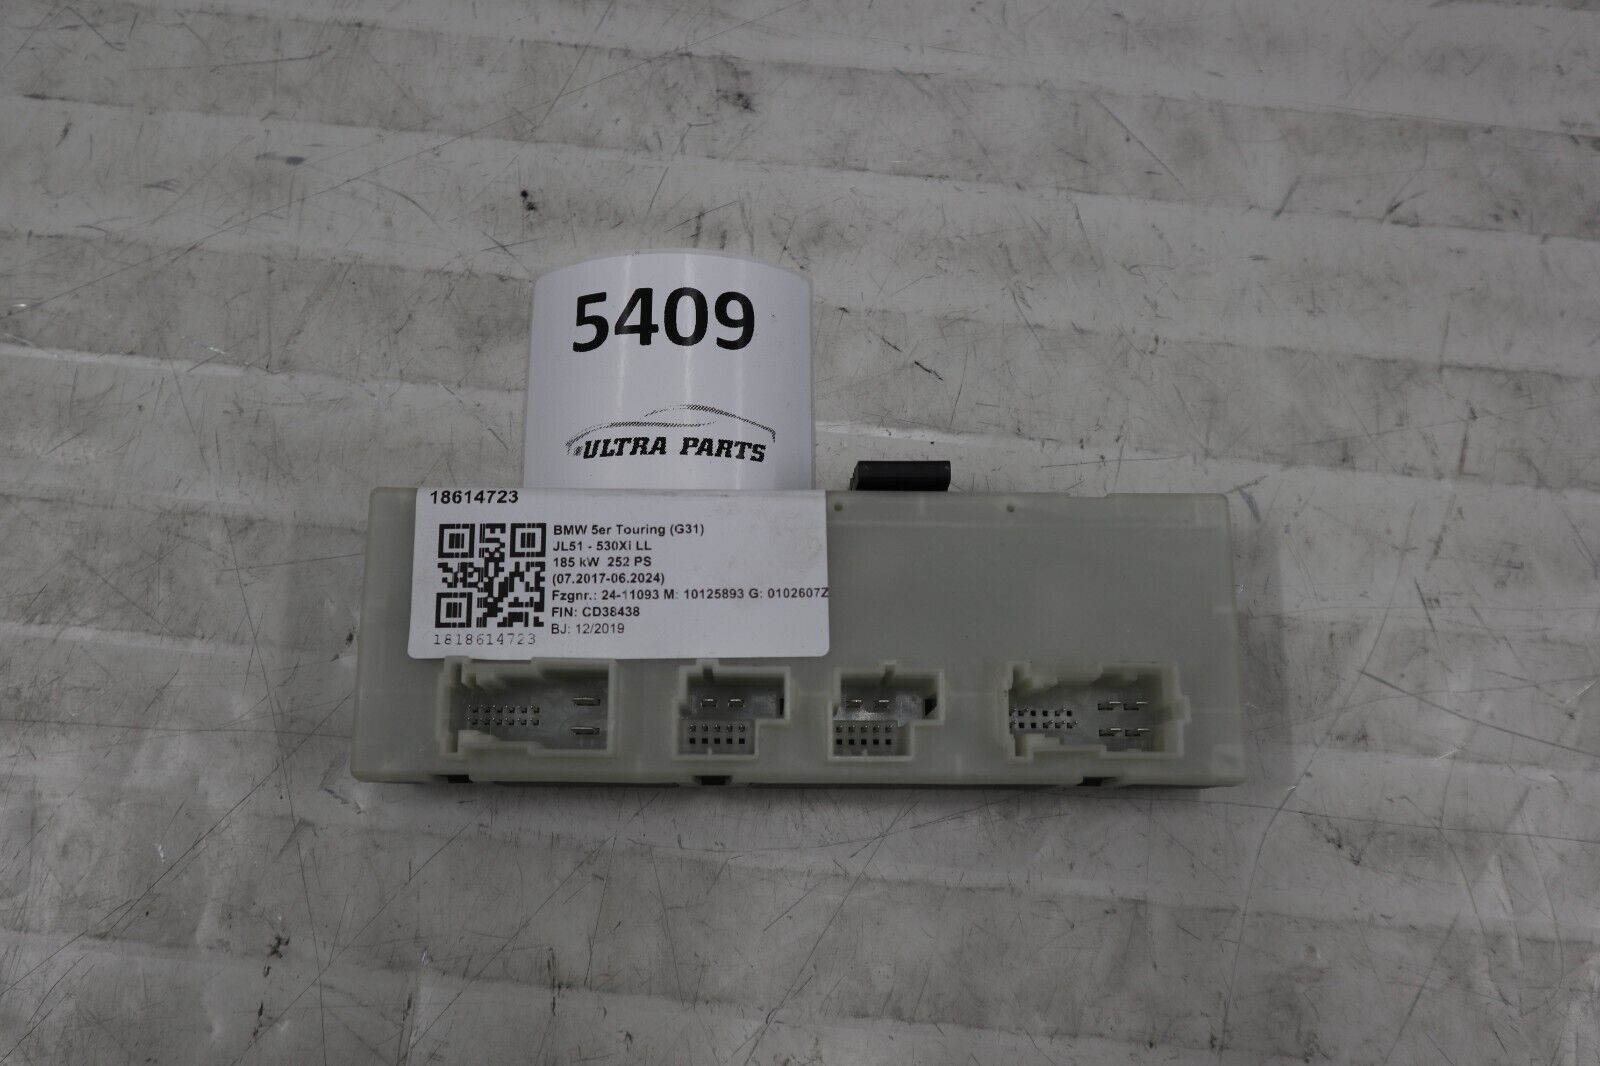 5409
ULTRA PARTS
18614723
BMW 5er Touring (G31)
JL51 - 530Xi LL
185 kW 252 PS
(07.2017-06.2024)
Fzgnr.: 24-11093 M: 10125893 G: 0102607Z
FIN: CD38438
BJ: 12/2019
1818614723